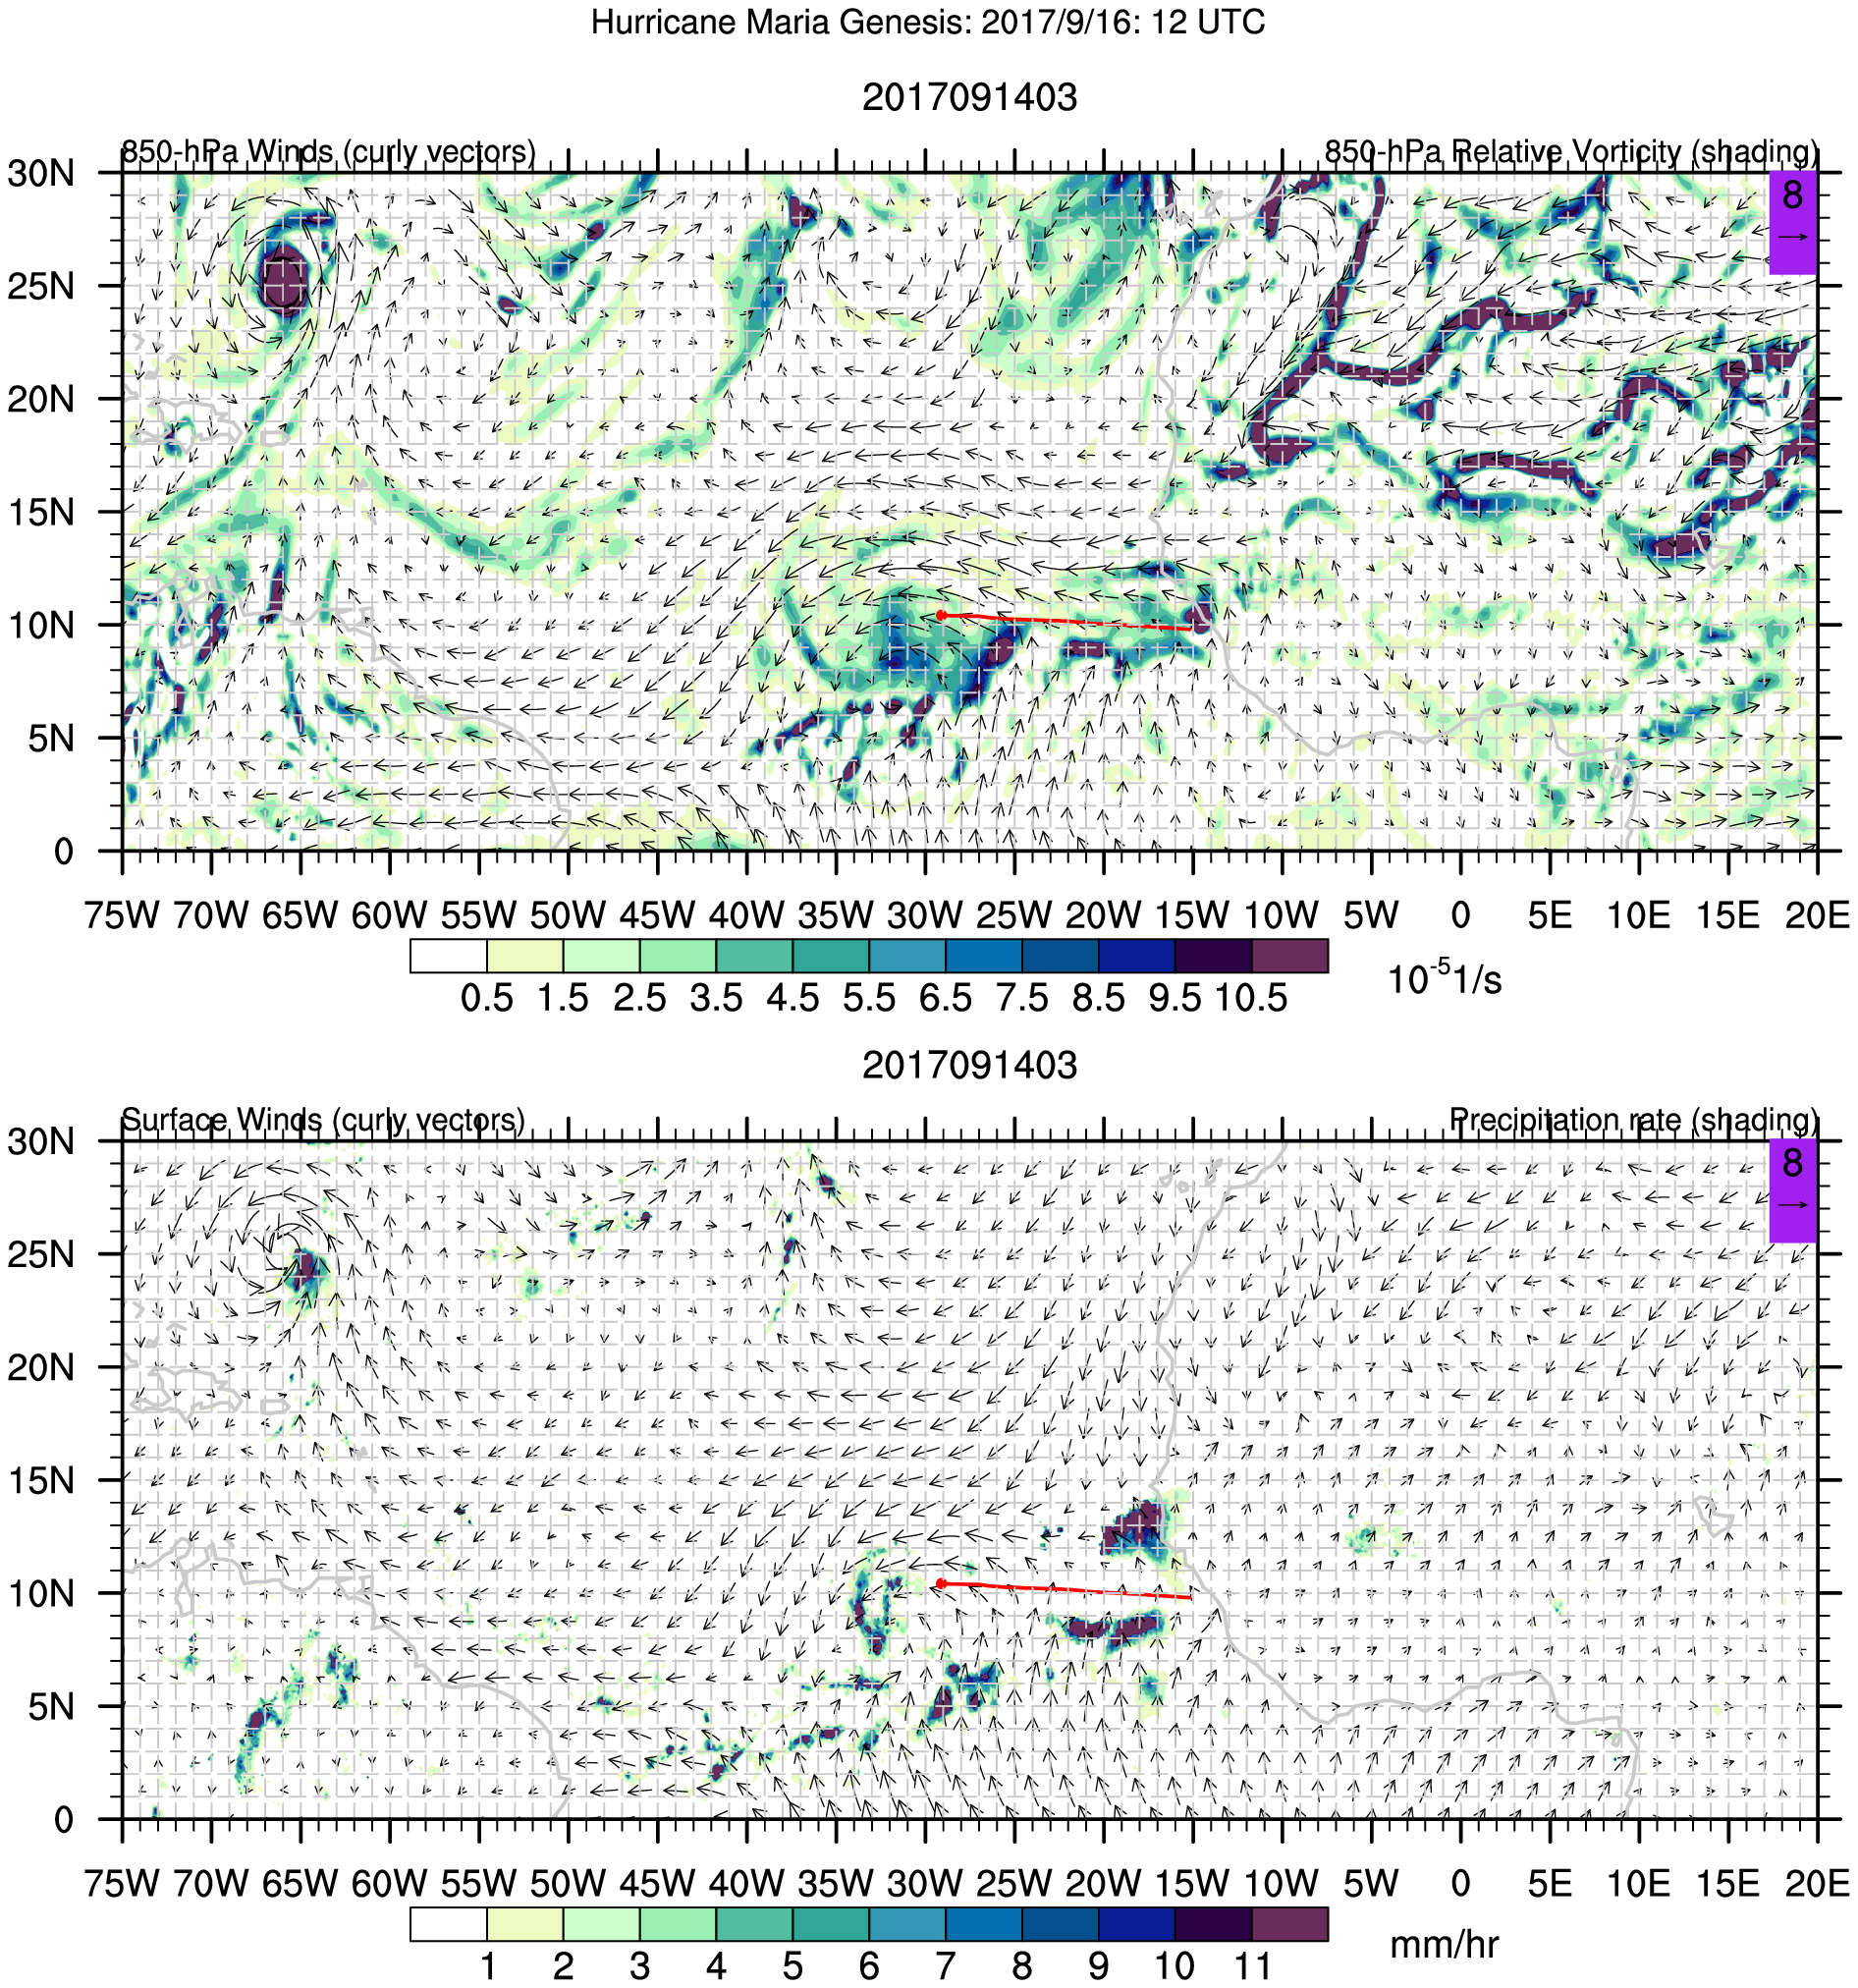 Hurricane Maria Genesis: 2017/9/16: 12 UTC
2017091403
850-hPa Winds (curly vectors) 850-hPa Relative Vorticity (shading)
30N
8
25N
20N
15N
10N
5N
0
75W 70W 65W 60W 55W 50W 45W 40W 35W 30W 25W 20W 15W 10W 5W 0 5E 10E 15E 20E
0.5 1.5 2.5 3.5 4.5 5.5 6.5 7.5 8.5 9.5 10.5
10⁻⁵1/s
2017091403
Surface Winds (curly vectors) Precipitation rate (shading)
30N
8
25N
20N
15N
10N
5N
0
75W 70W 65W 60W 55W 50W 45W 40W 35W 30W 25W 20W 15W 10W 5W 0 5E 10E 15E 20E
1 2 3 4 5 6 7 8 9 10 11
mm/hr